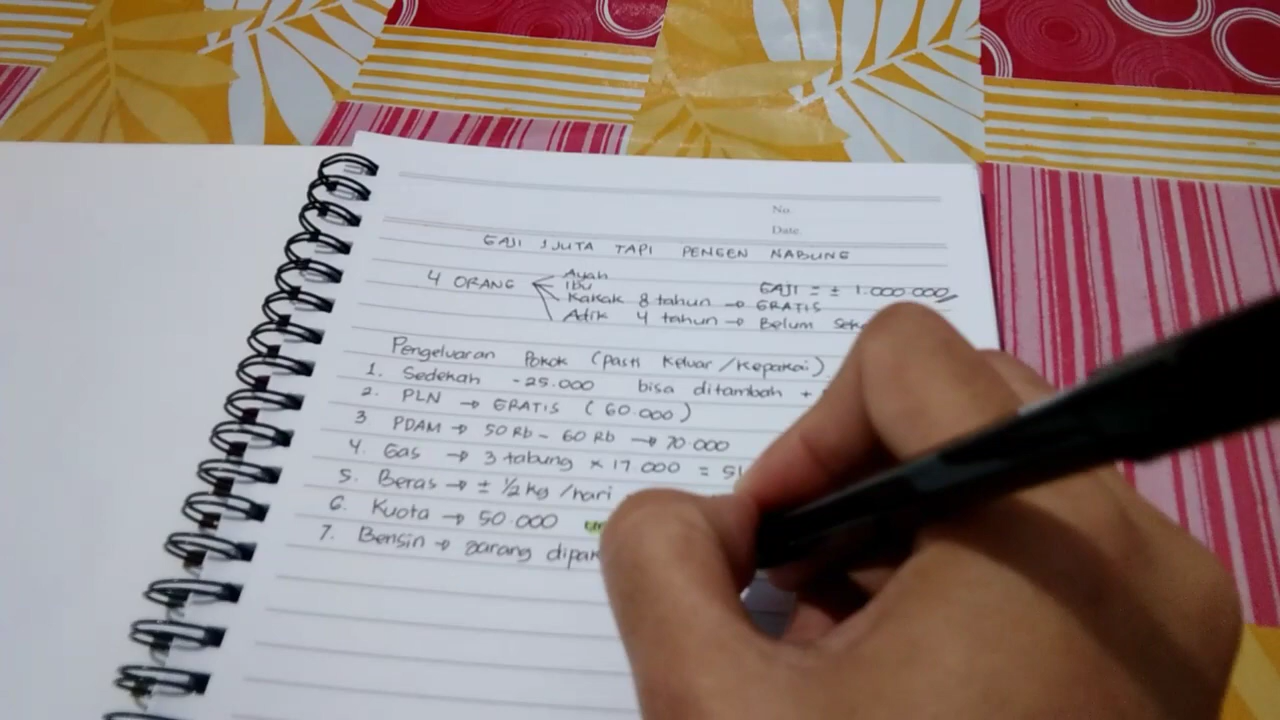 No.
Date.
GAJI 1 JUTA TAPI PENGEN NABUNG
4 ORANG
Ayah
Ibu
GAJI = ± 1.000.000
Kakak 8 tahun → GRATIS
Adik 4 tahun → Belum
Pengeluaran Pokok (pasti keluar/kepakai)
1. Sedekah -25.000 bisa ditambah +
2. PLN → GRATIS (60.000)
3 PDAM → 50 Rb - 60 Rb → 70.000
4. Gas → 3 tabung × 17.000 =
5. Beras → ± 1/2 kg /hari
6. Kuota → 50.000
7. Bensin → Jarang